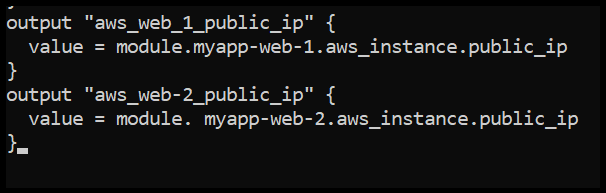 output "aws_web_1_public_ip" {
  value = module.myapp-web-1.aws_instance.public_ip
}
output "aws_web-2_public_ip" {
  value = module. myapp-web-2.aws_instance.public_ip
}